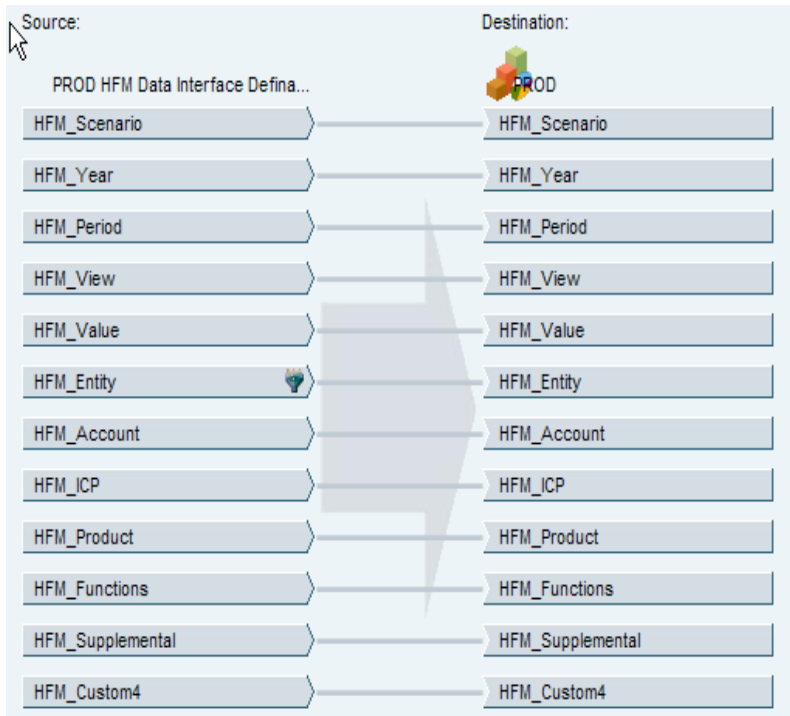 Source: Destination:
PROD HFM Data Interface Defina... PROD
HFM_Scenario HFM_Scenario
HFM_Year HFM_Year
HFM_Period HFM_Period
HFM_View HFM_View
HFM_Value HFM_Value
HFM_Entity HFM_Entity
HFM_Account HFM_Account
HFM_ICP HFM_ICP
HFM_Product HFM_Product
HFM_Functions HFM_Functions
HFM_Supplemental HFM_Supplemental
HFM_Custom4 HFM_Custom4